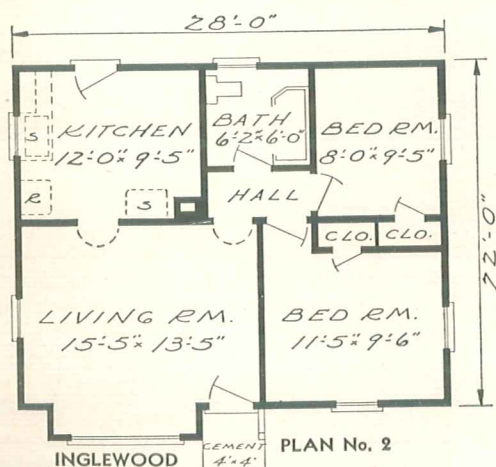 28'-0"
KITCHEN
12'-0" x 9'-5"
BATH
6'-2" x 6'-0"
BED RM.
8'-0" x 9'-5"
S
R
S
HALL
CLO.
CLO.
22'-0"
LIVING RM.
15'-5" x 13'-5"
BED RM.
11'-5" x 9'-6"
CEMENT
4' x 4'
INGLEWOOD
PLAN No. 2